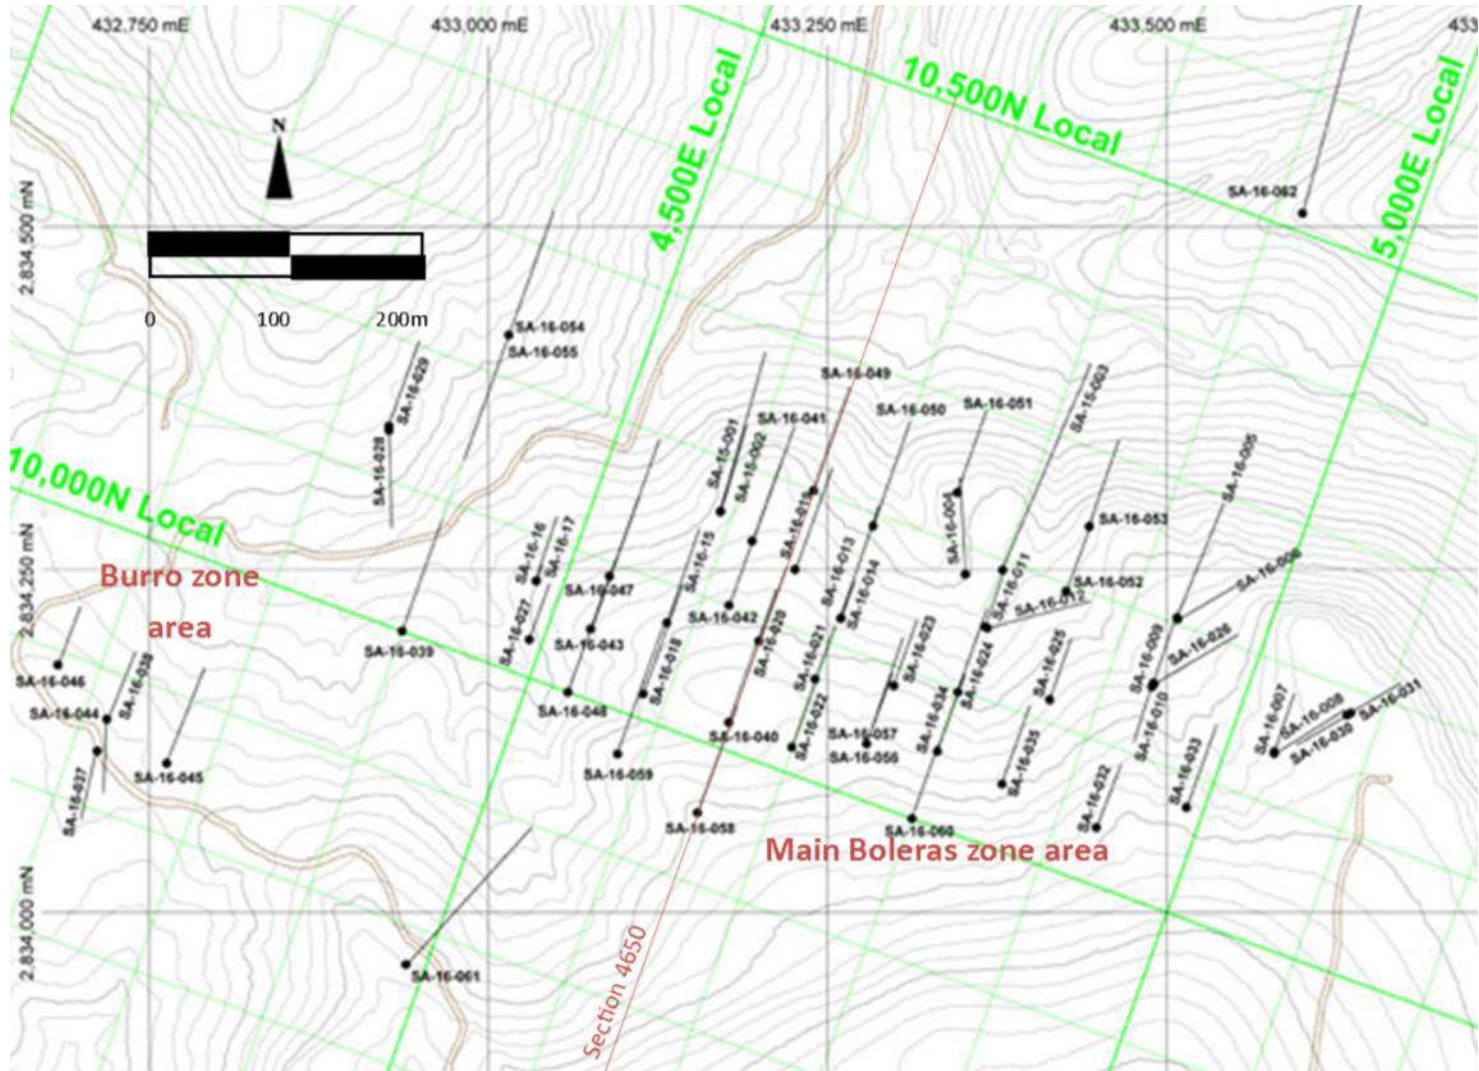 432,750 mE
433,000 mE
433,250 mE
433,500 mE
433
10,500N Local
4,500E Local
5,000E Local
N
2,834,500 mN
0
100
200m
SA-16-062
SA-16-054
SA-16-055
SA-16-029
SA-16-028
SA-16-049
SA-15-003
SA-16-050
SA-16-051
SA-16-041
SA-15-001
SA-15-002
SA-16-005
10,000N Local
SA-16-004
SA-16-053
SA-16-019
SA-16-16
SA-16-17
SA-16-15
SA-16-013
SA-16-014
SA-16-011
SA-16-006
2,834,250 mN
Burro zone
area
SA-16-047
SA-16-052
SA-16-012
SA-16-042
SA-16-027
SA-16-043
SA-16-039
SA-16-020
SA-16-021
SA-16-023
SA-16-024
SA-16-025
SA-16-009
SA-16-026
SA-16-046
SA-16-038
SA-16-044
SA-16-018
SA-16-048
SA-16-040
SA-16-022
SA-16-057
SA-16-056
SA-16-034
SA-16-010
SA-16-007
SA-16-008
SA-16-031
SA-16-030
SA-16-045
SA-16-037
SA-16-059
SA-16-035
SA-16-033
SA-16-032
SA-16-058
SA-16-060
Main Boleras zone area
2,834,000 mN
SA-16-061
Section 4650